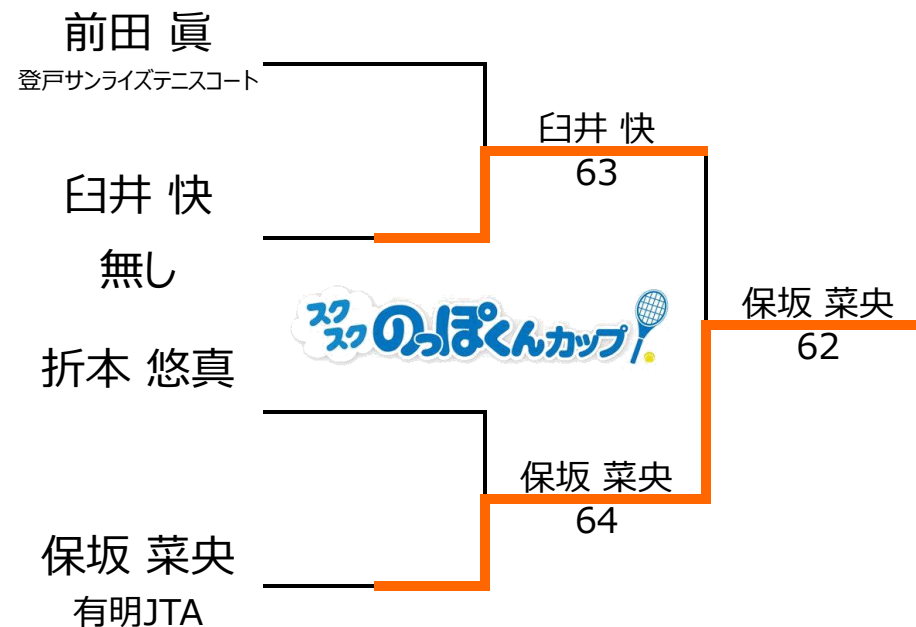 前田 眞
登戸サンライズテニスコート
臼井 快
63
臼井 快
無し
スクスク のっぽくんカップ
保坂 菜央
62
折本 悠真
保坂 菜央
64
保坂 菜央
有明JTA